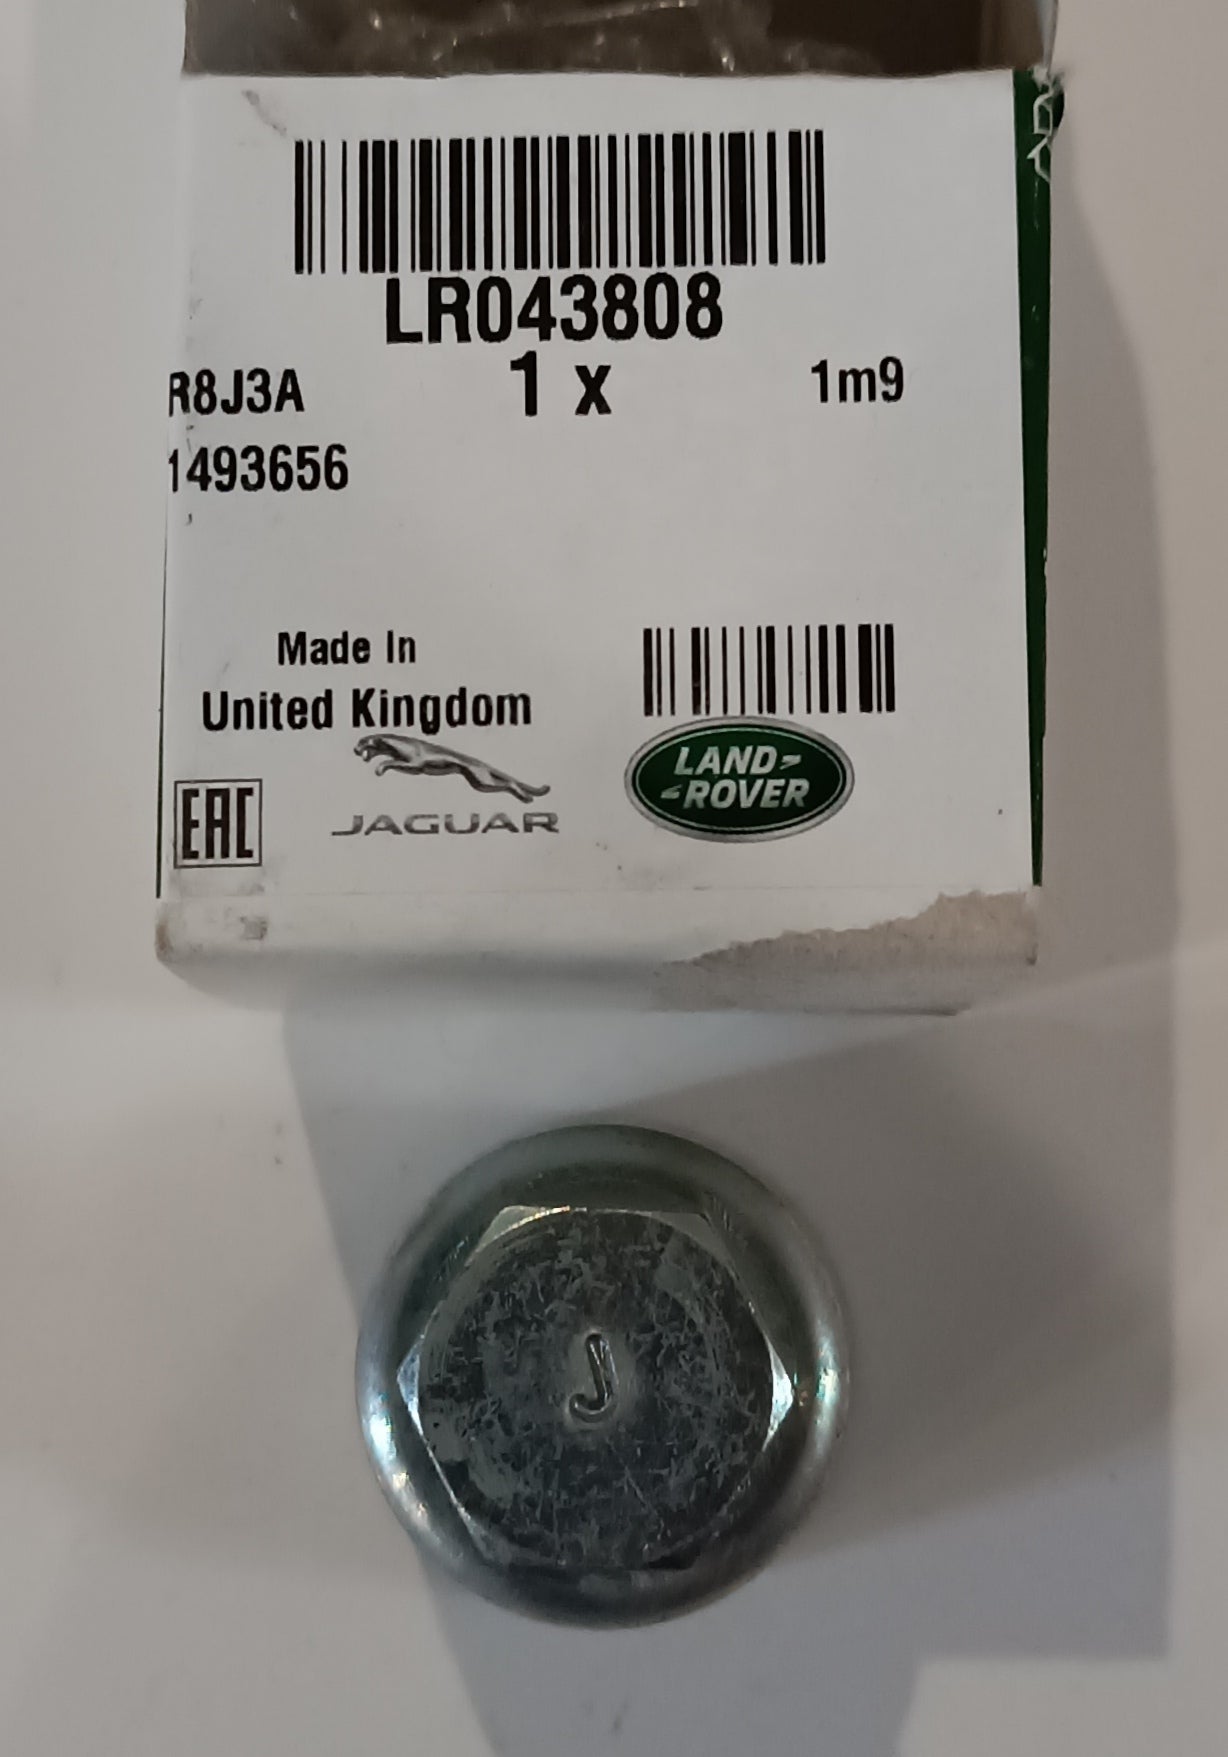 LR043808
R8J3A 1 x 1m9
1493656
Made In
United Kingdom
EAC
JAGUAR
LAND-
-ROVER
J